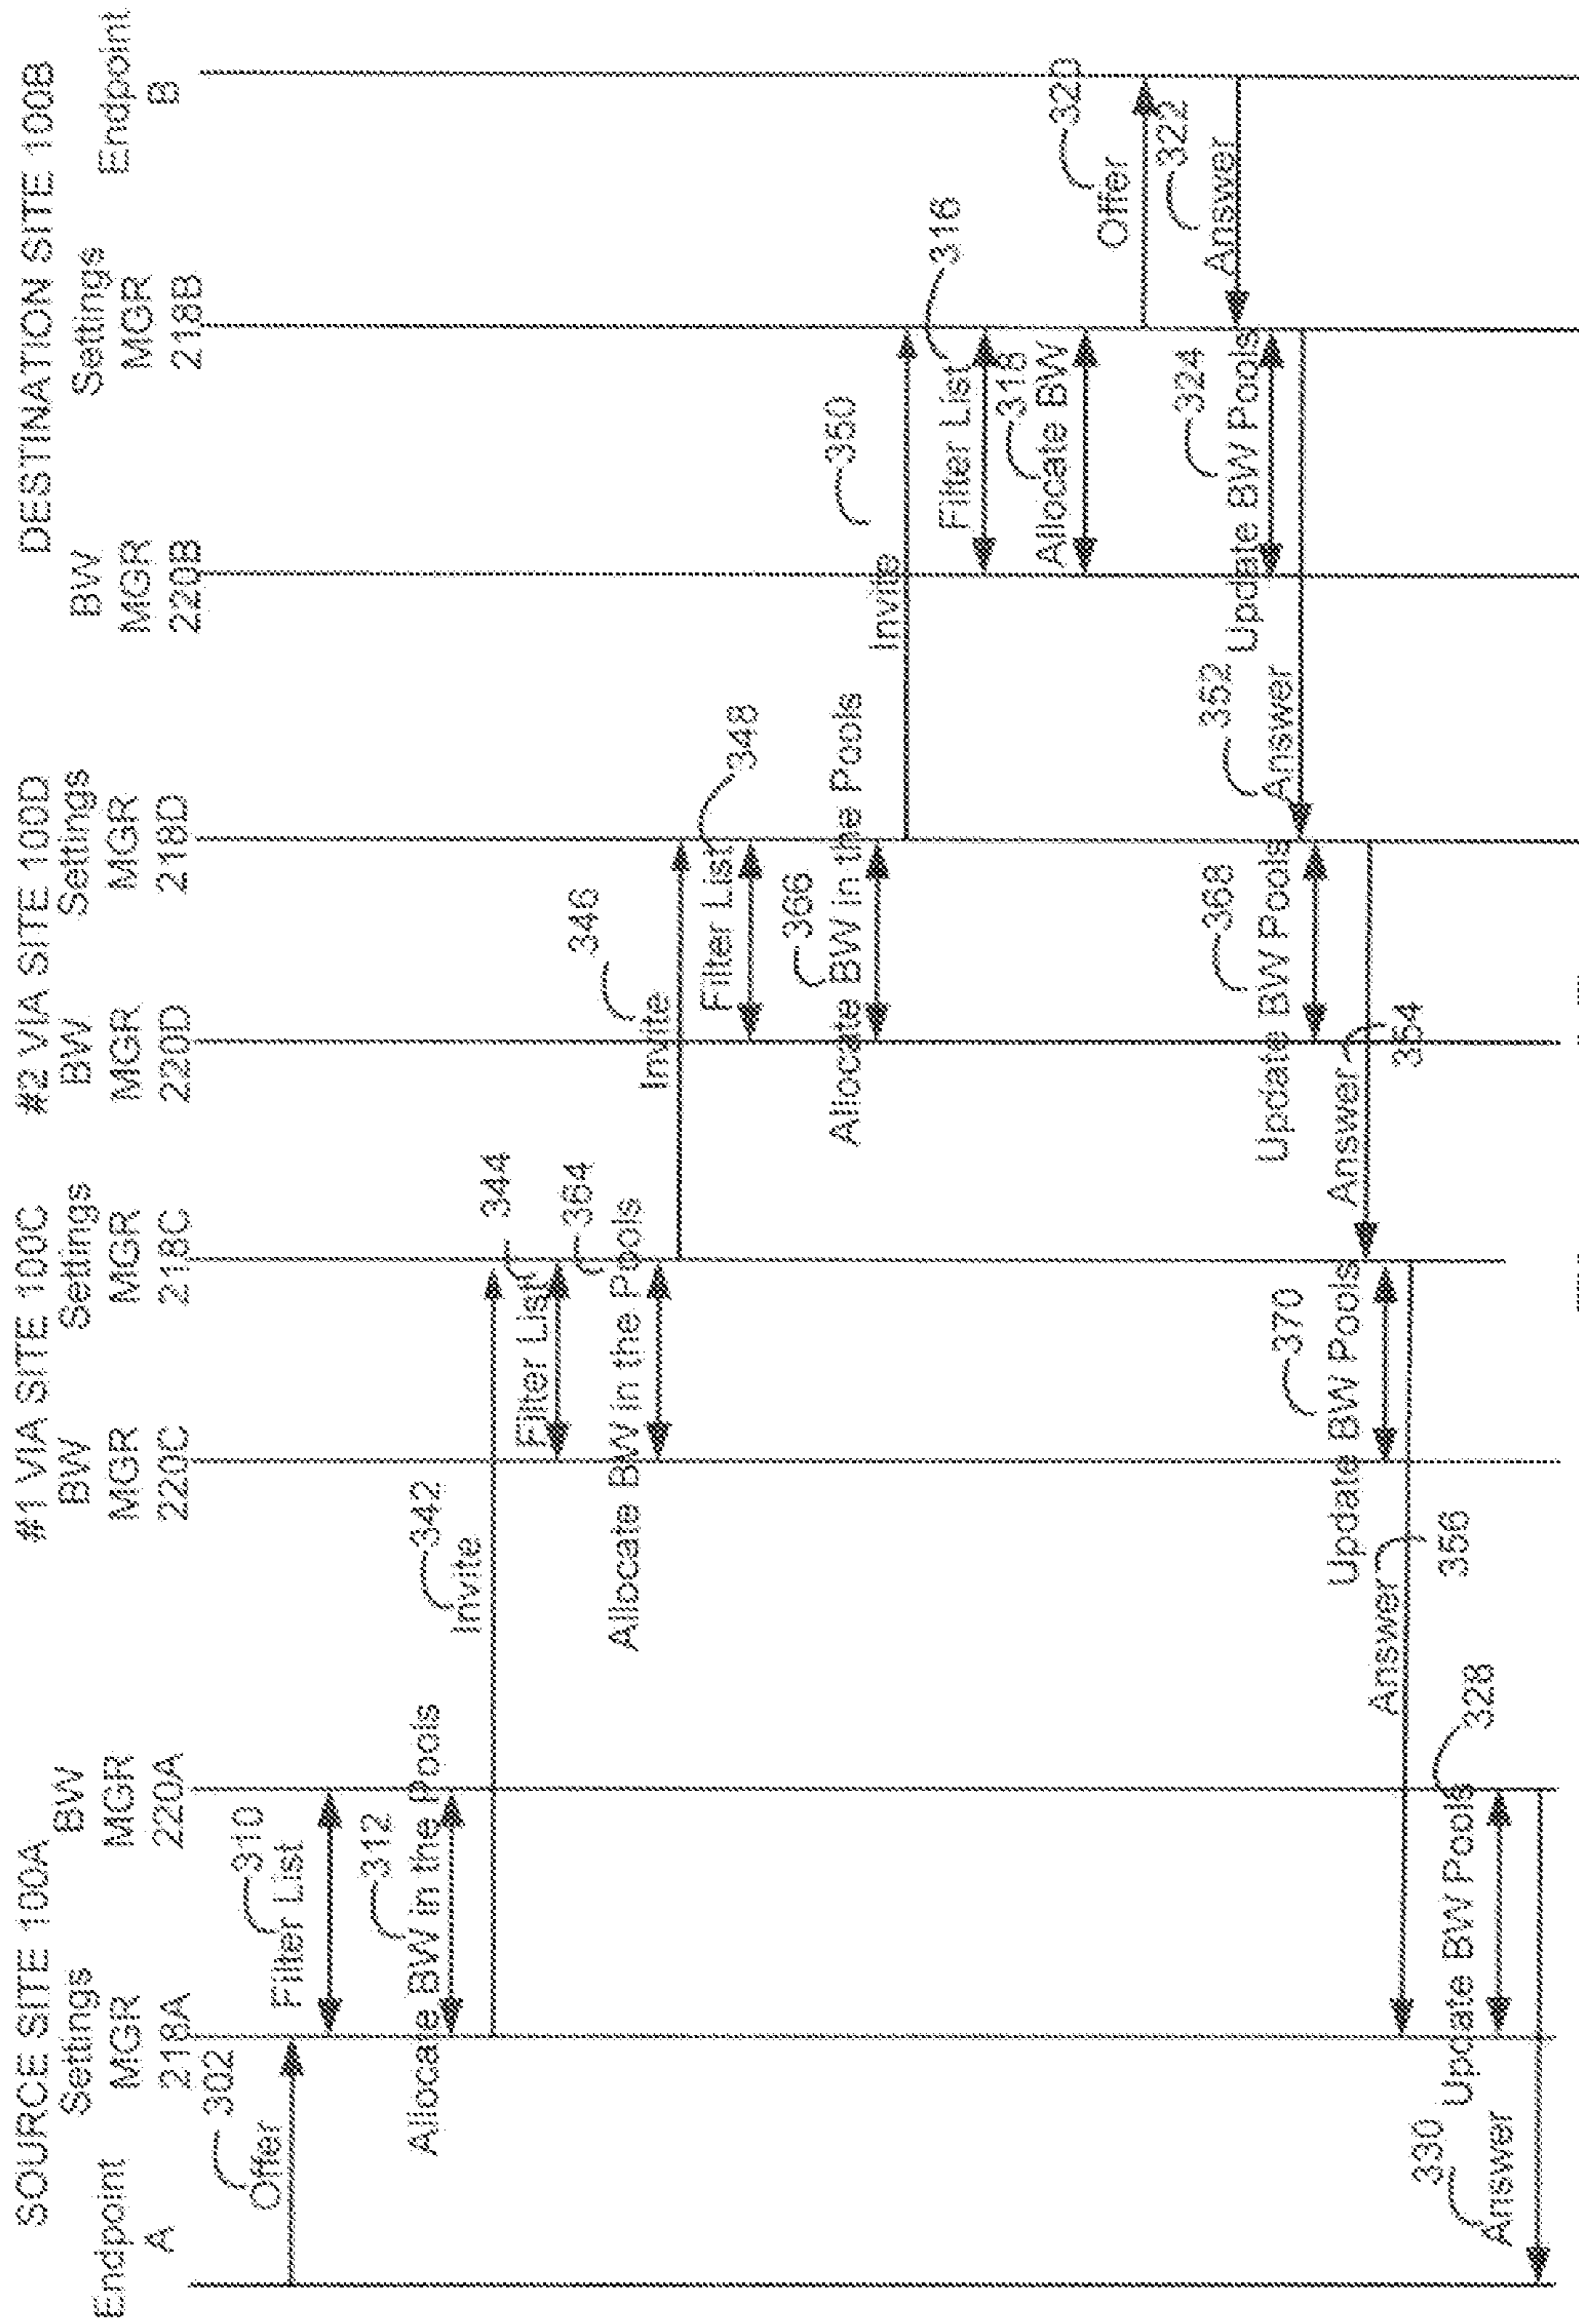 SOURCE SITE 100A
#1 VIA SITE 100C
#2 VIA SITE 100D
DESTINATION SITE 100B
Endpoint
A
Settings
MGR
218A
BW
MGR
220A
BW
MGR
220C
Settings
MGR
218C
BW
MGR
220D
Settings
MGR
218D
BW
MGR
220B
Settings
MGR
218B
Endpoint
B
302
Offer
310
Filter List
312
Allocate BW in the Pools
342
Invite
344
Filter List
364
Allocate BW in the Pools
346
Invite
348
Filter List
366
Allocate BW in the Pools
350
Invite
316
Filter List
318
Allocate BW
320
Offer
322
Answer
324
Update BW Pools
352
Answer
368
Update BW Pools
Answer
354
370
Update BW Pools
Answer
356
328
Update BW Pools
330
Answer